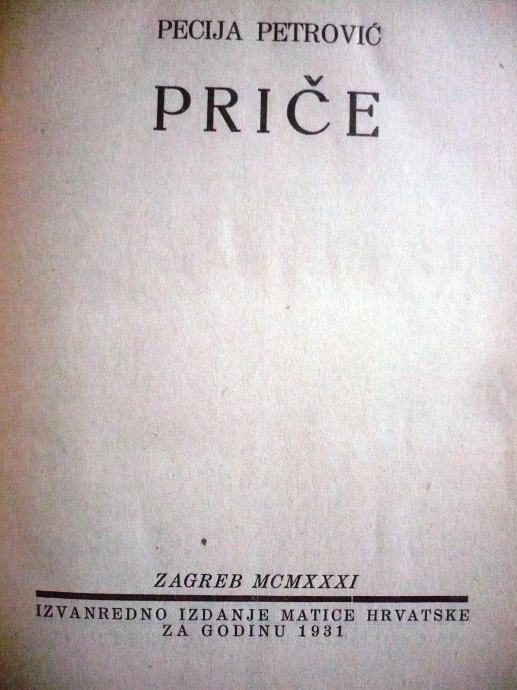 PECIJA PETROVIĆ
PRIČE
ZAGREB MCMXXXI
IZVANREDNO IZDANJE MATICE HRVATSKE
ZA GODINU 1931